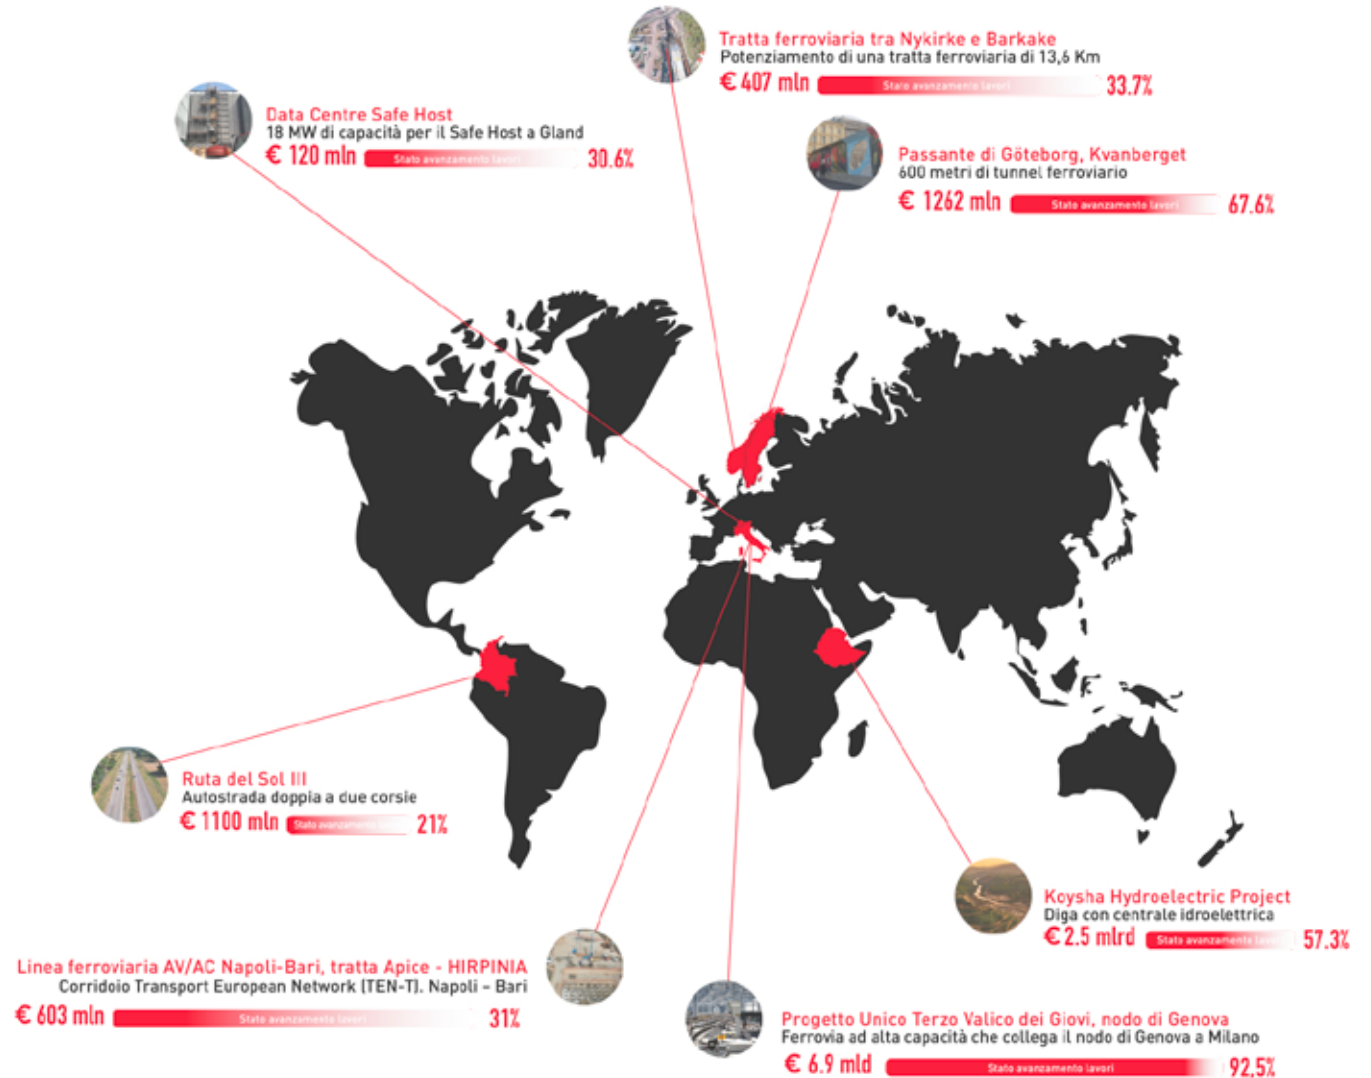 Tratta ferroviaria tra Nykirke e Barkake
Potenziamento di una tratta ferroviaria di 13,6 Km
€ 407 mln Stato avanzamento lavori 33.7%
Data Centre Safe Host
18 MW di capacità per il Safe Host a Gland
€ 120 mln Stato avanzamento lavori 30.6%
Passante di Göteborg, Kvanberget
600 metri di tunnel ferroviario
€ 1262 mln Stato avanzamento lavori 67.6%
Ruta del Sol III
Autostrada doppia a due corsie
€ 1100 mln Stato avanzamento 21%
Koysha Hydroelectric Project
Diga con centrale idroelettrica
€ 2.5 mlrd Stato avanzamento lavori 57.3%
Linea ferroviaria AV/AC Napoli-Bari, tratta Apice - HIRPINIA
Corridoio Transport European Network (TEN-T). Napoli – Bari
€ 603 mln Stato avanzamento lavori 31%
Progetto Unico Terzo Valico dei Giovi, nodo di Genova
Ferrovia ad alta capacità che collega il nodo di Genova a Milano
€ 6.9 mld Stato avanzamento lavori 92,5%